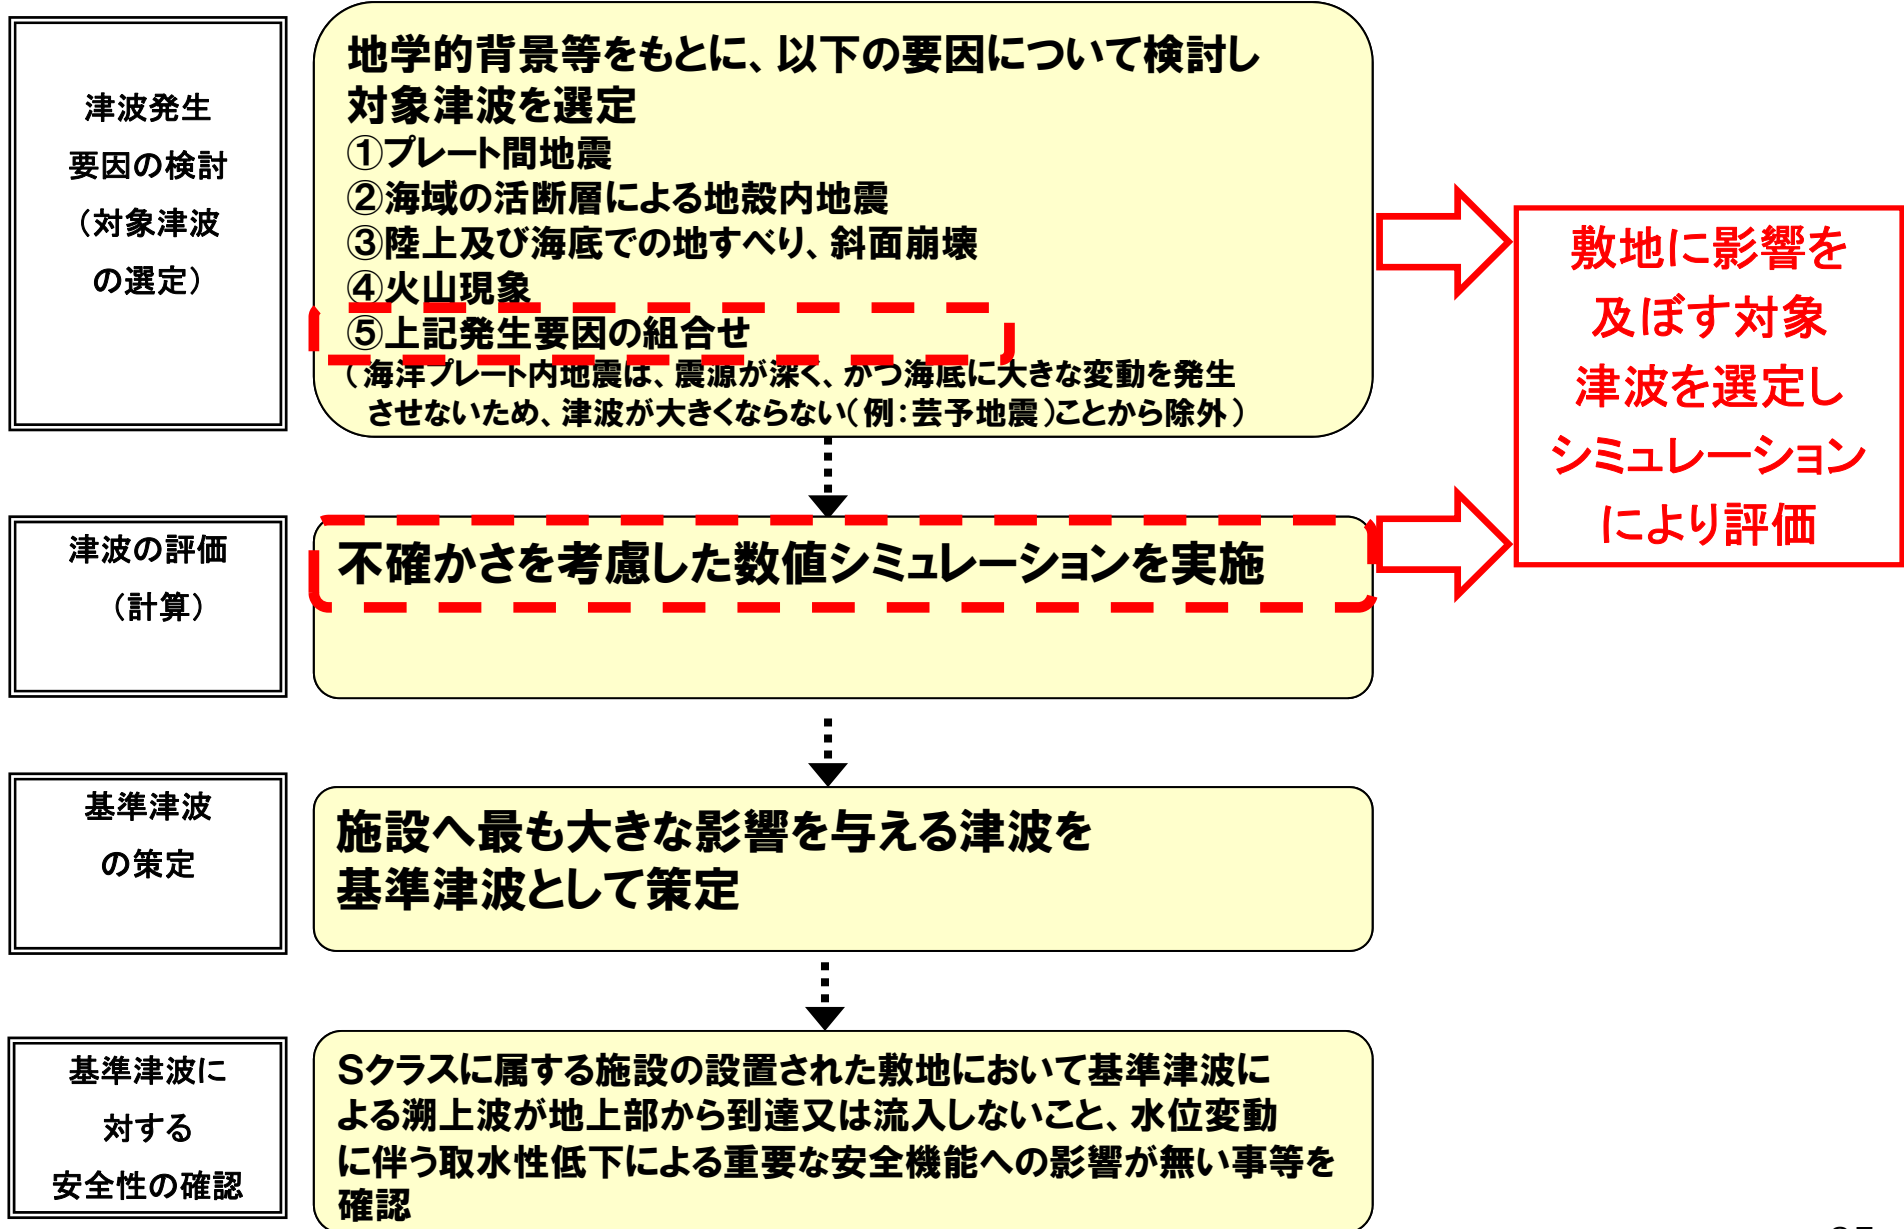 津波発生
要因の検討
（対象津波
の選定）
地学的背景等をもとに、以下の要因について検討し
対象津波を選定
①プレート間地震
②海域の活断層による地殻内地震
③陸上及び海底での地すべり、斜面崩壊
④火山現象
⑤上記発生要因の組合せ
（海洋プレート内地震は、震源が深く、かつ海底に大きな変動を発生
させないため、津波が大きくならない（例：芸予地震）ことから除外）
敷地に影響を
及ぼす対象
津波を選定し
シミュレーション
により評価
津波の評価
（計算）
不確かさを考慮した数値シミュレーションを実施
基準津波
の策定
施設へ最も大きな影響を与える津波を
基準津波として策定
基準津波に
対する
安全性の確認
Sクラスに属する施設の設置された敷地において基準津波に
よる遡上波が地上部から到達又は流入しないこと、水位変動
に伴う取水性低下による重要な安全機能への影響が無い事等を
確認